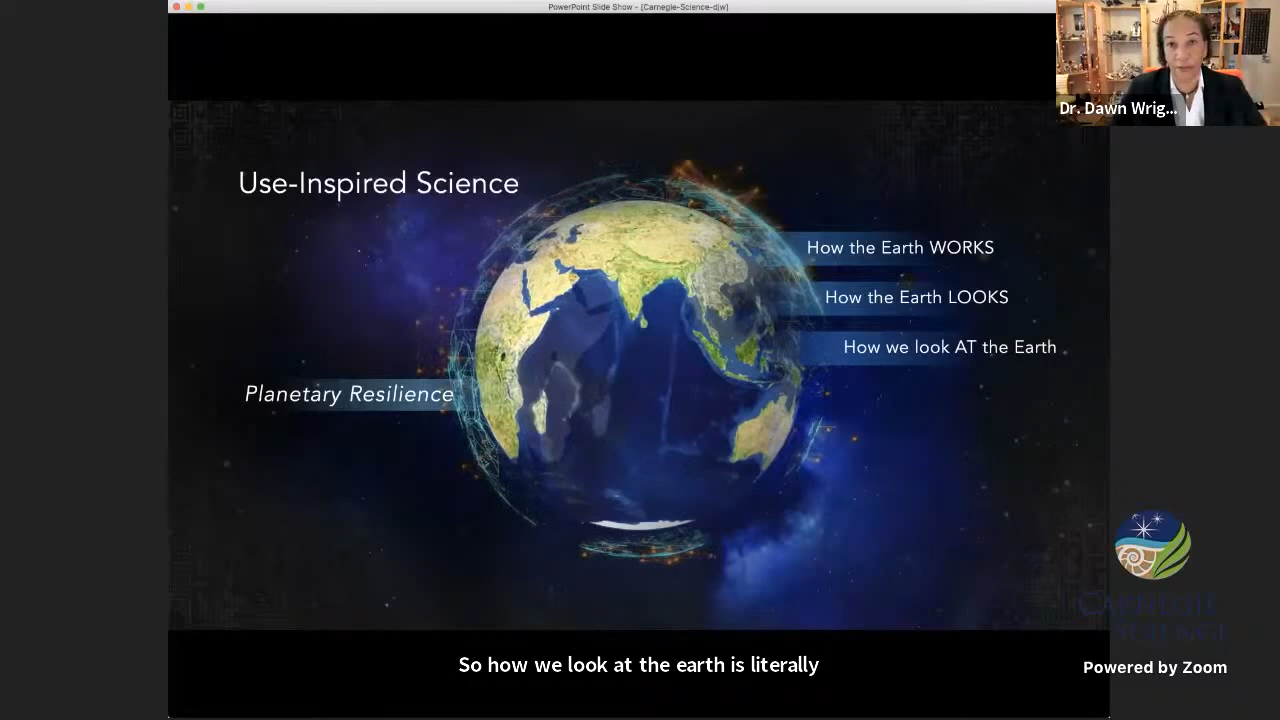 PowerPoint Slide Show - [Carnegie-Science-djw]
Dr. Dawn Wrig...
Use-Inspired Science
How the Earth WORKS
How the Earth LOOKS
How we look AT the Earth
Planetary Resilience
CARNEGIE
SCIENCE
So how we look at the earth is literally
Powered by Zoom